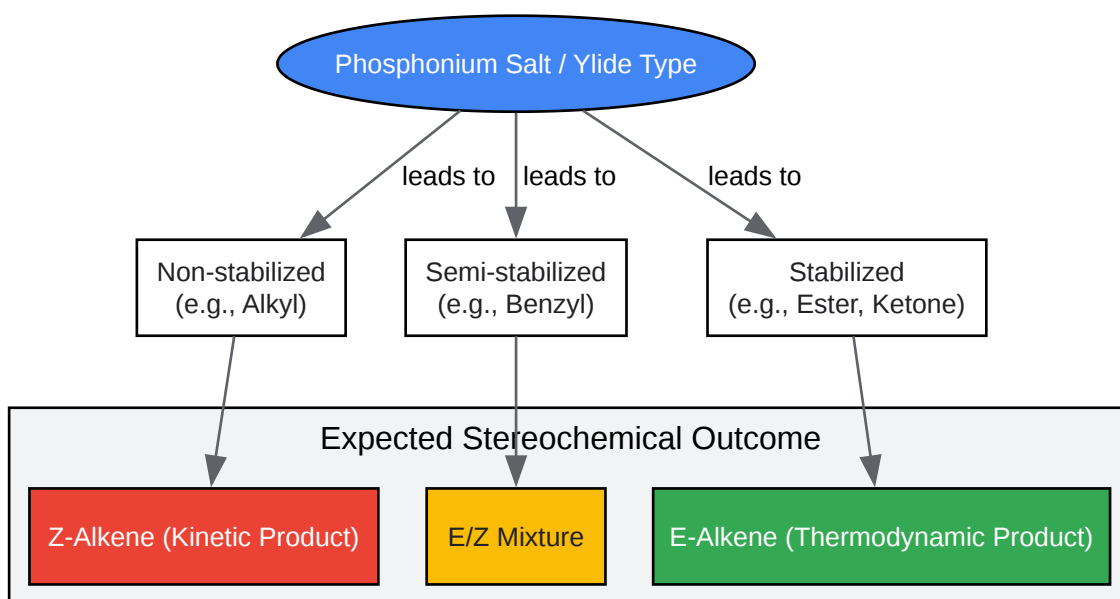 Phosphonium Salt / Ylide Type
leads to
leads to
leads to
Non-stabilized
(e.g., Alkyl)
Semi-stabilized
(e.g., Benzyl)
Stabilized
(e.g., Ester, Ketone)
Expected Stereochemical Outcome
Z-Alkene (Kinetic Product)
E/Z Mixture
E-Alkene (Thermodynamic Product)